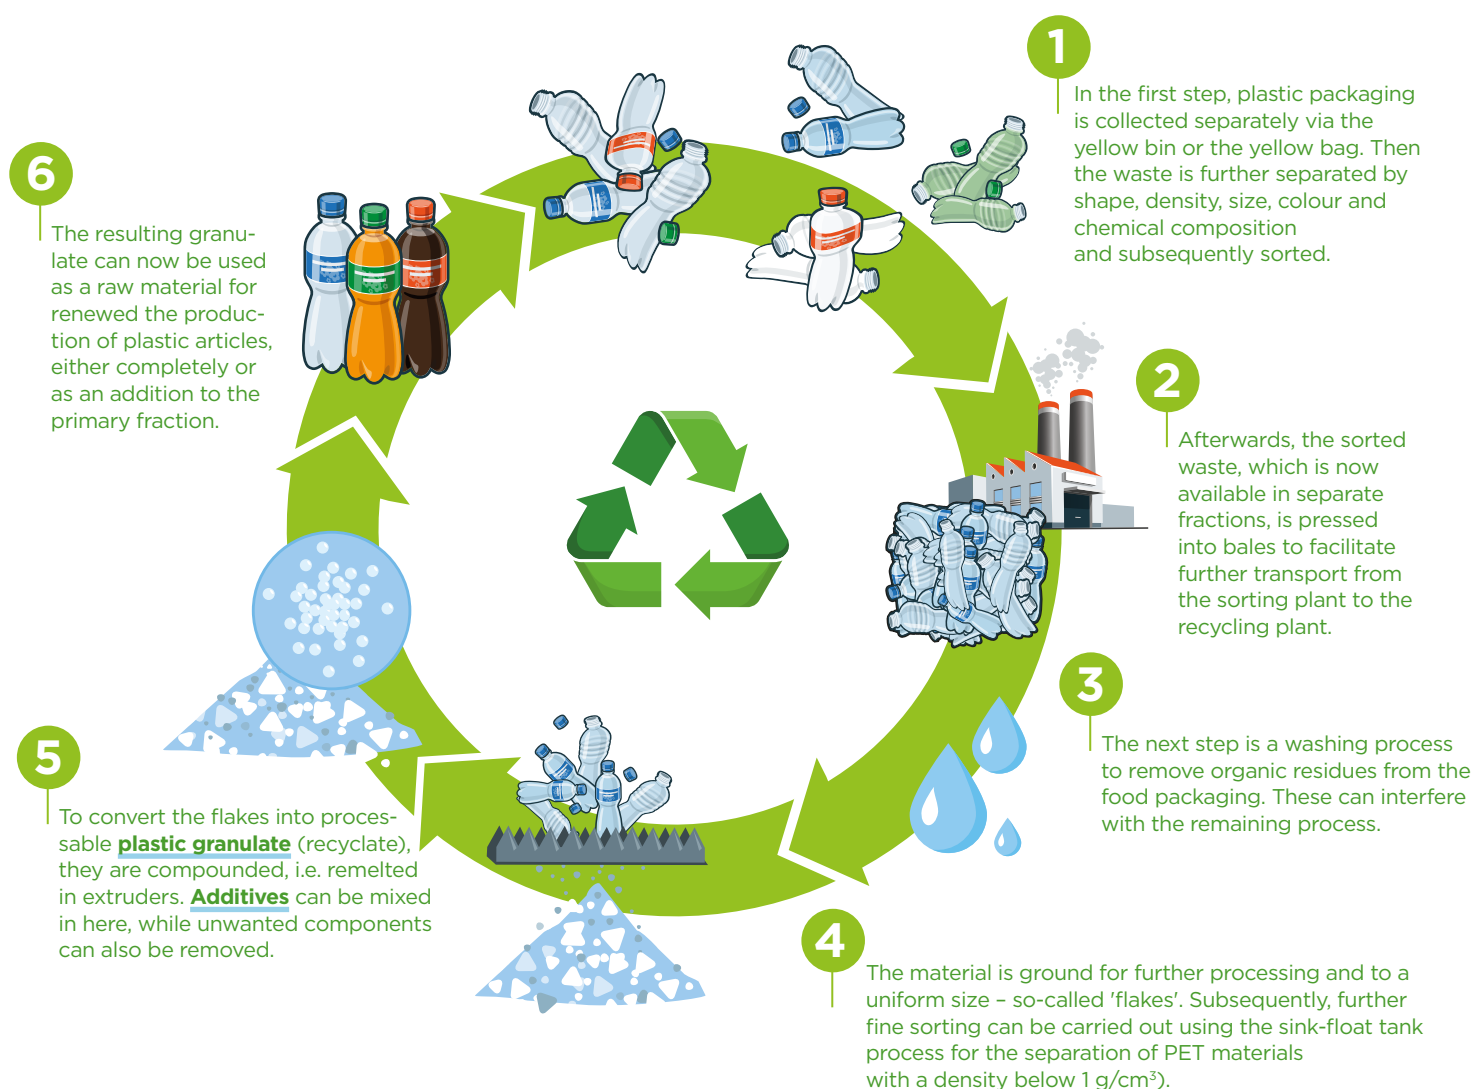 1
In the first step, plastic packaging
is collected separately via the
yellow bin or the yellow bag. Then
the waste is further separated by
shape, density, size, colour and
chemical composition
and subsequently sorted.
2
Afterwards, the sorted
waste, which is now
available in separate
fractions, is pressed
into bales to facilitate
further transport from
the sorting plant to the
recycling plant.
3
The next step is a washing process
to remove organic residues from the
food packaging. These can interfere
with the remaining process.
4
The material is ground for further processing and to a
uniform size – so-called 'flakes'. Subsequently, further
fine sorting can be carried out using the sink-float tank
process for the separation of PET materials
with a density below 1 g/cm³).
5
To convert the flakes into proces-
sable plastic granulate (recyclate),
they are compounded, i.e. remelted
in extruders. Additives can be mixed
in here, while unwanted components
can also be removed.
6
The resulting granu-
late can now be used
as a raw material for
renewed the produc-
tion of plastic articles,
either completely or
as an addition to the
primary fraction.